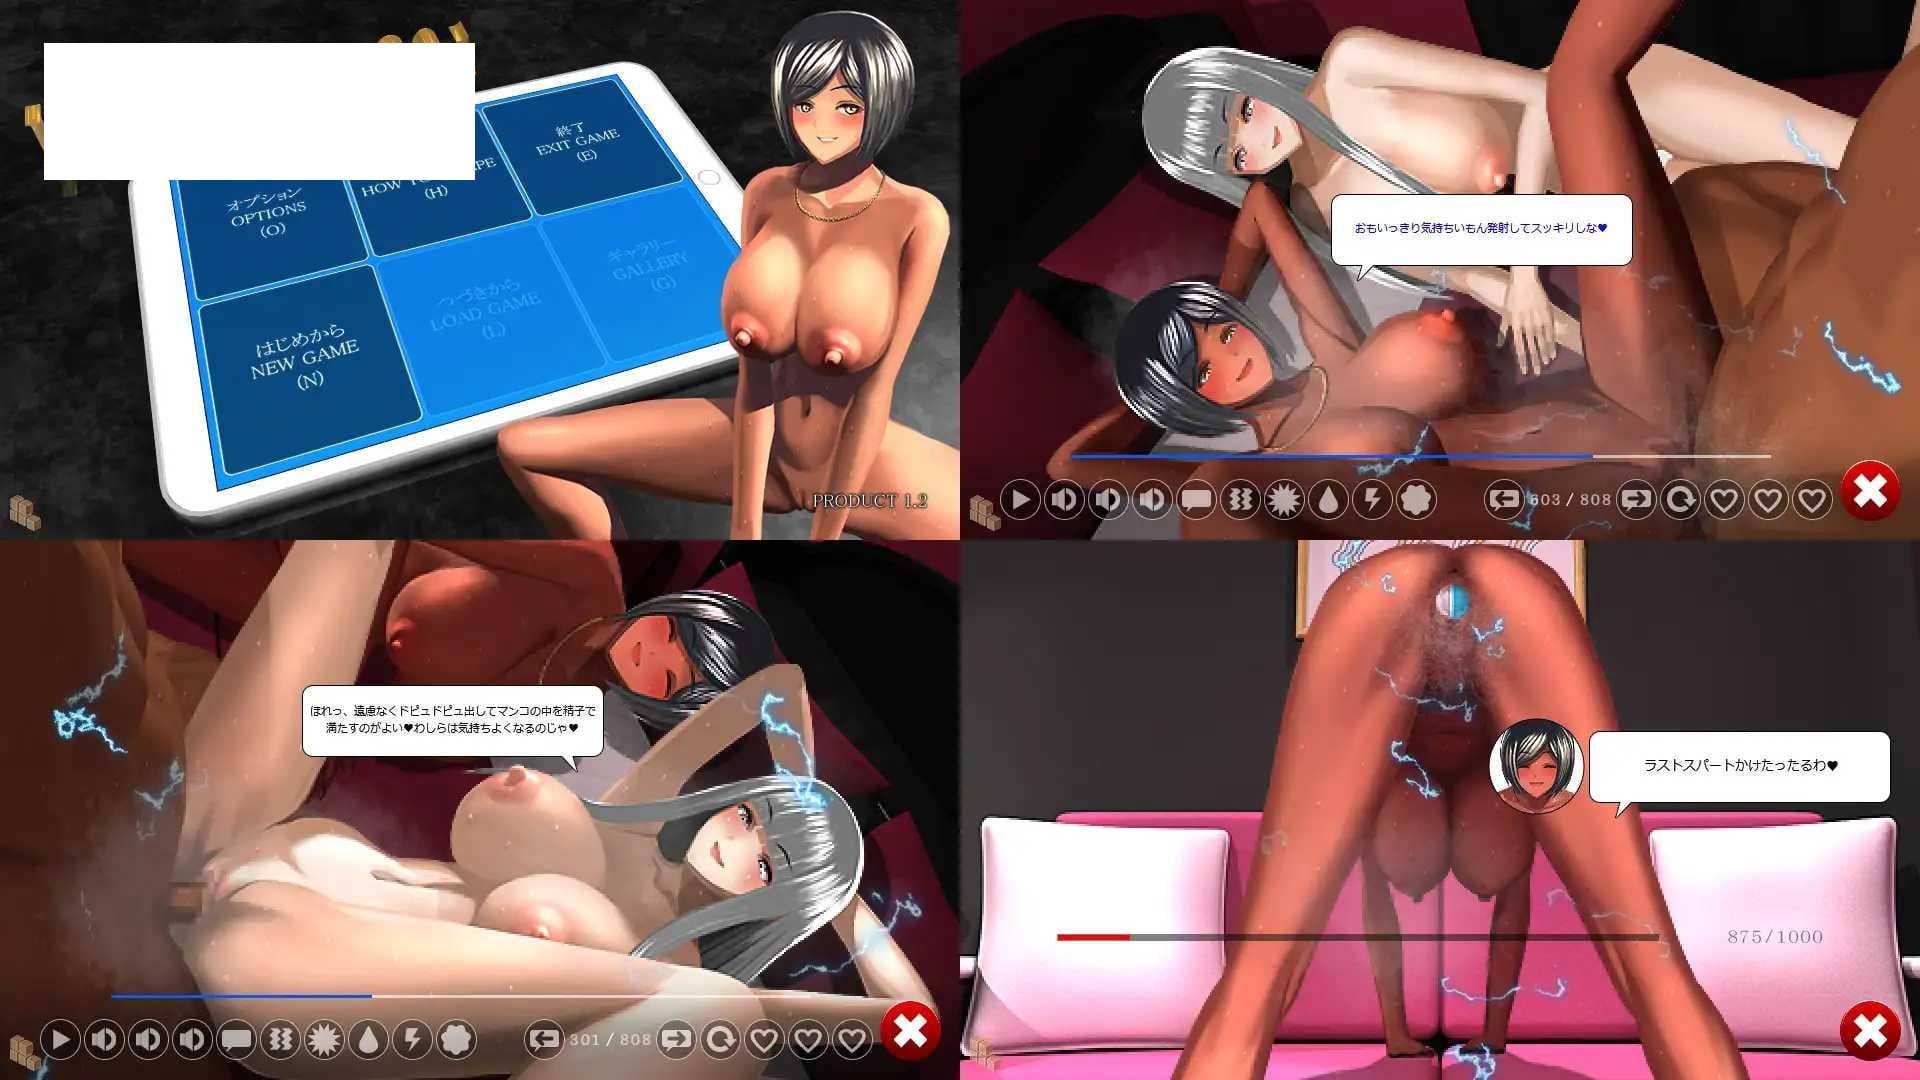 終了
EXIT GAME
(E)
オプション
OPTIONS
(O)
HOW TO
(H)
はじめから
NEW GAME
(N)
つづきから
LOAD GAME
(L)
ギャラリー
GALLERY
(G)
PRODUCT 1.2
おもいっきり気持ちいもん発射してスッキリしな♥
603 / 808
ほれっ、遠慮なくドピュドピュ出してマンコの中を精子で
満たすのがよい♥わしらは気持ちよくなるのじゃ♥
301 / 808
ラストスパートかけたったるわ♥
875/1000